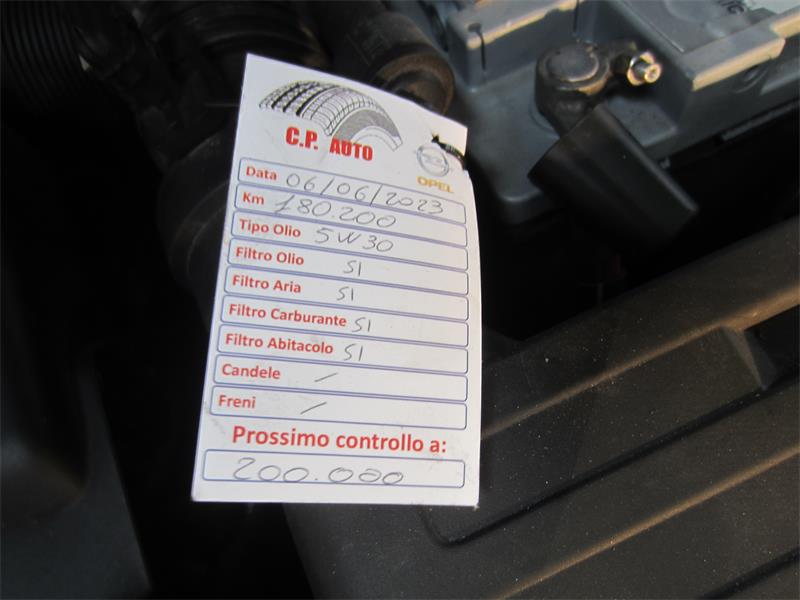 C.P. AUTO
OPEL
Data 06/06/2023
Km 180.200
Tipo Olio 5W30
Filtro Olio SI
Filtro Aria SI
Filtro Carburante SI
Filtro Abitacolo SI
Candele /
Freni /
Prossimo controllo a:
200.000